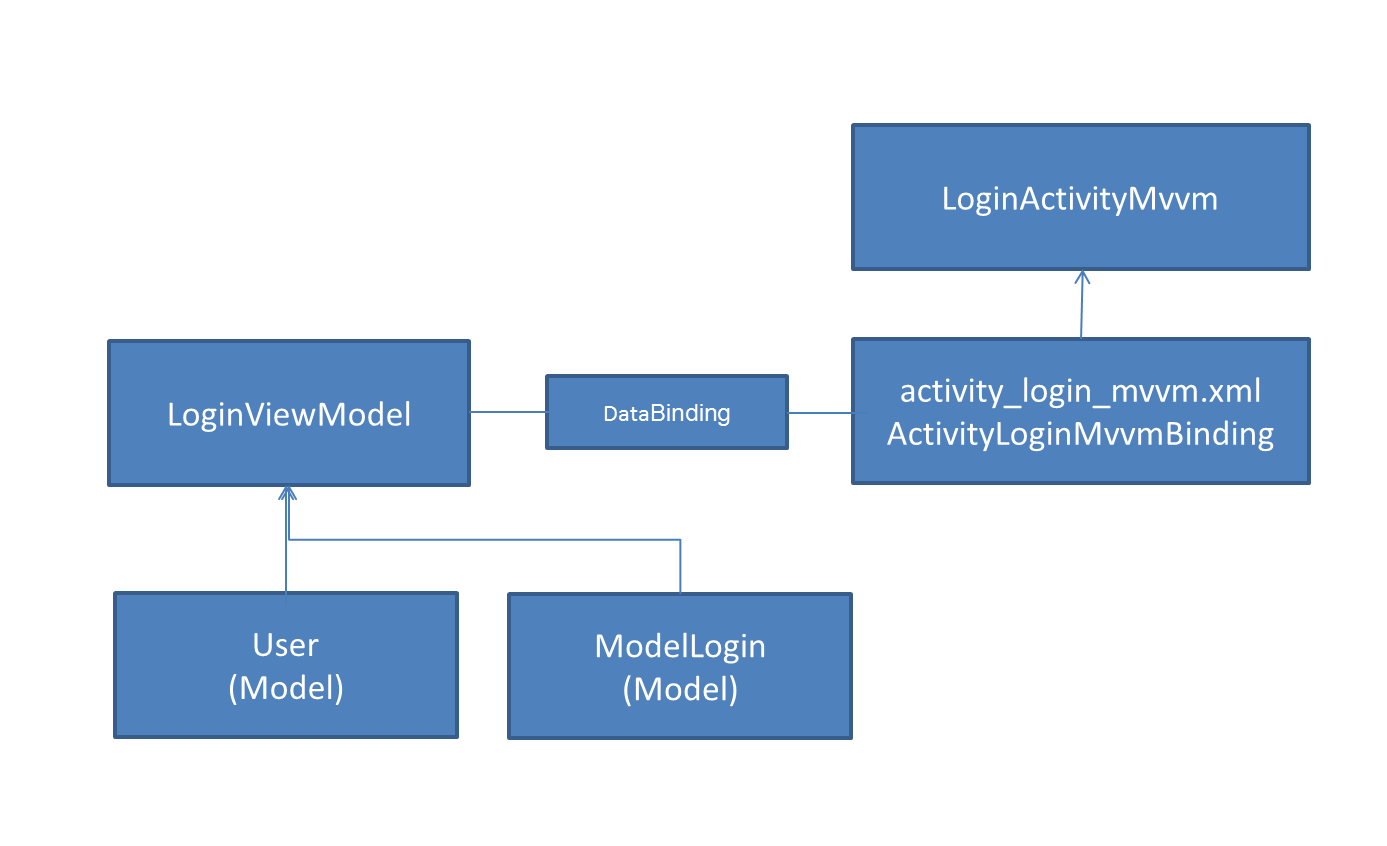 LoginActivityMvvm
LoginViewModel
DataBinding
activity_login_mvvm.xml
ActivityLoginMvvmBinding
User
(Model)
ModelLogin
(Model)